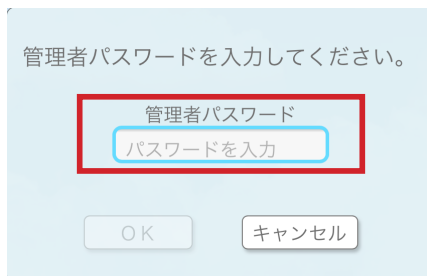 管理者パスワードを入力してください。
管理者パスワード
パスワードを入力
ＯＫ
キャンセル